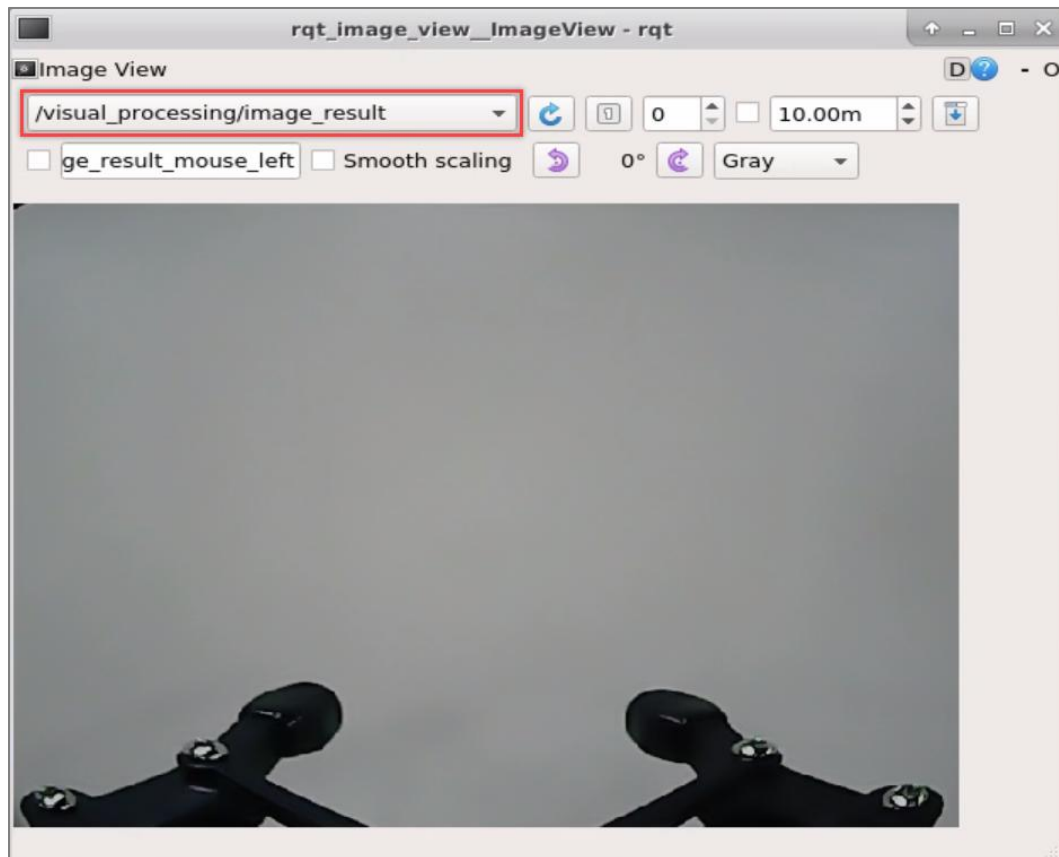 rqt_image_view__ImageView - rqt
Image View
D
?
- O
/visual_processing/image_result
0
10.00m
ge_result_mouse_left
Smooth scaling
0°
Gray